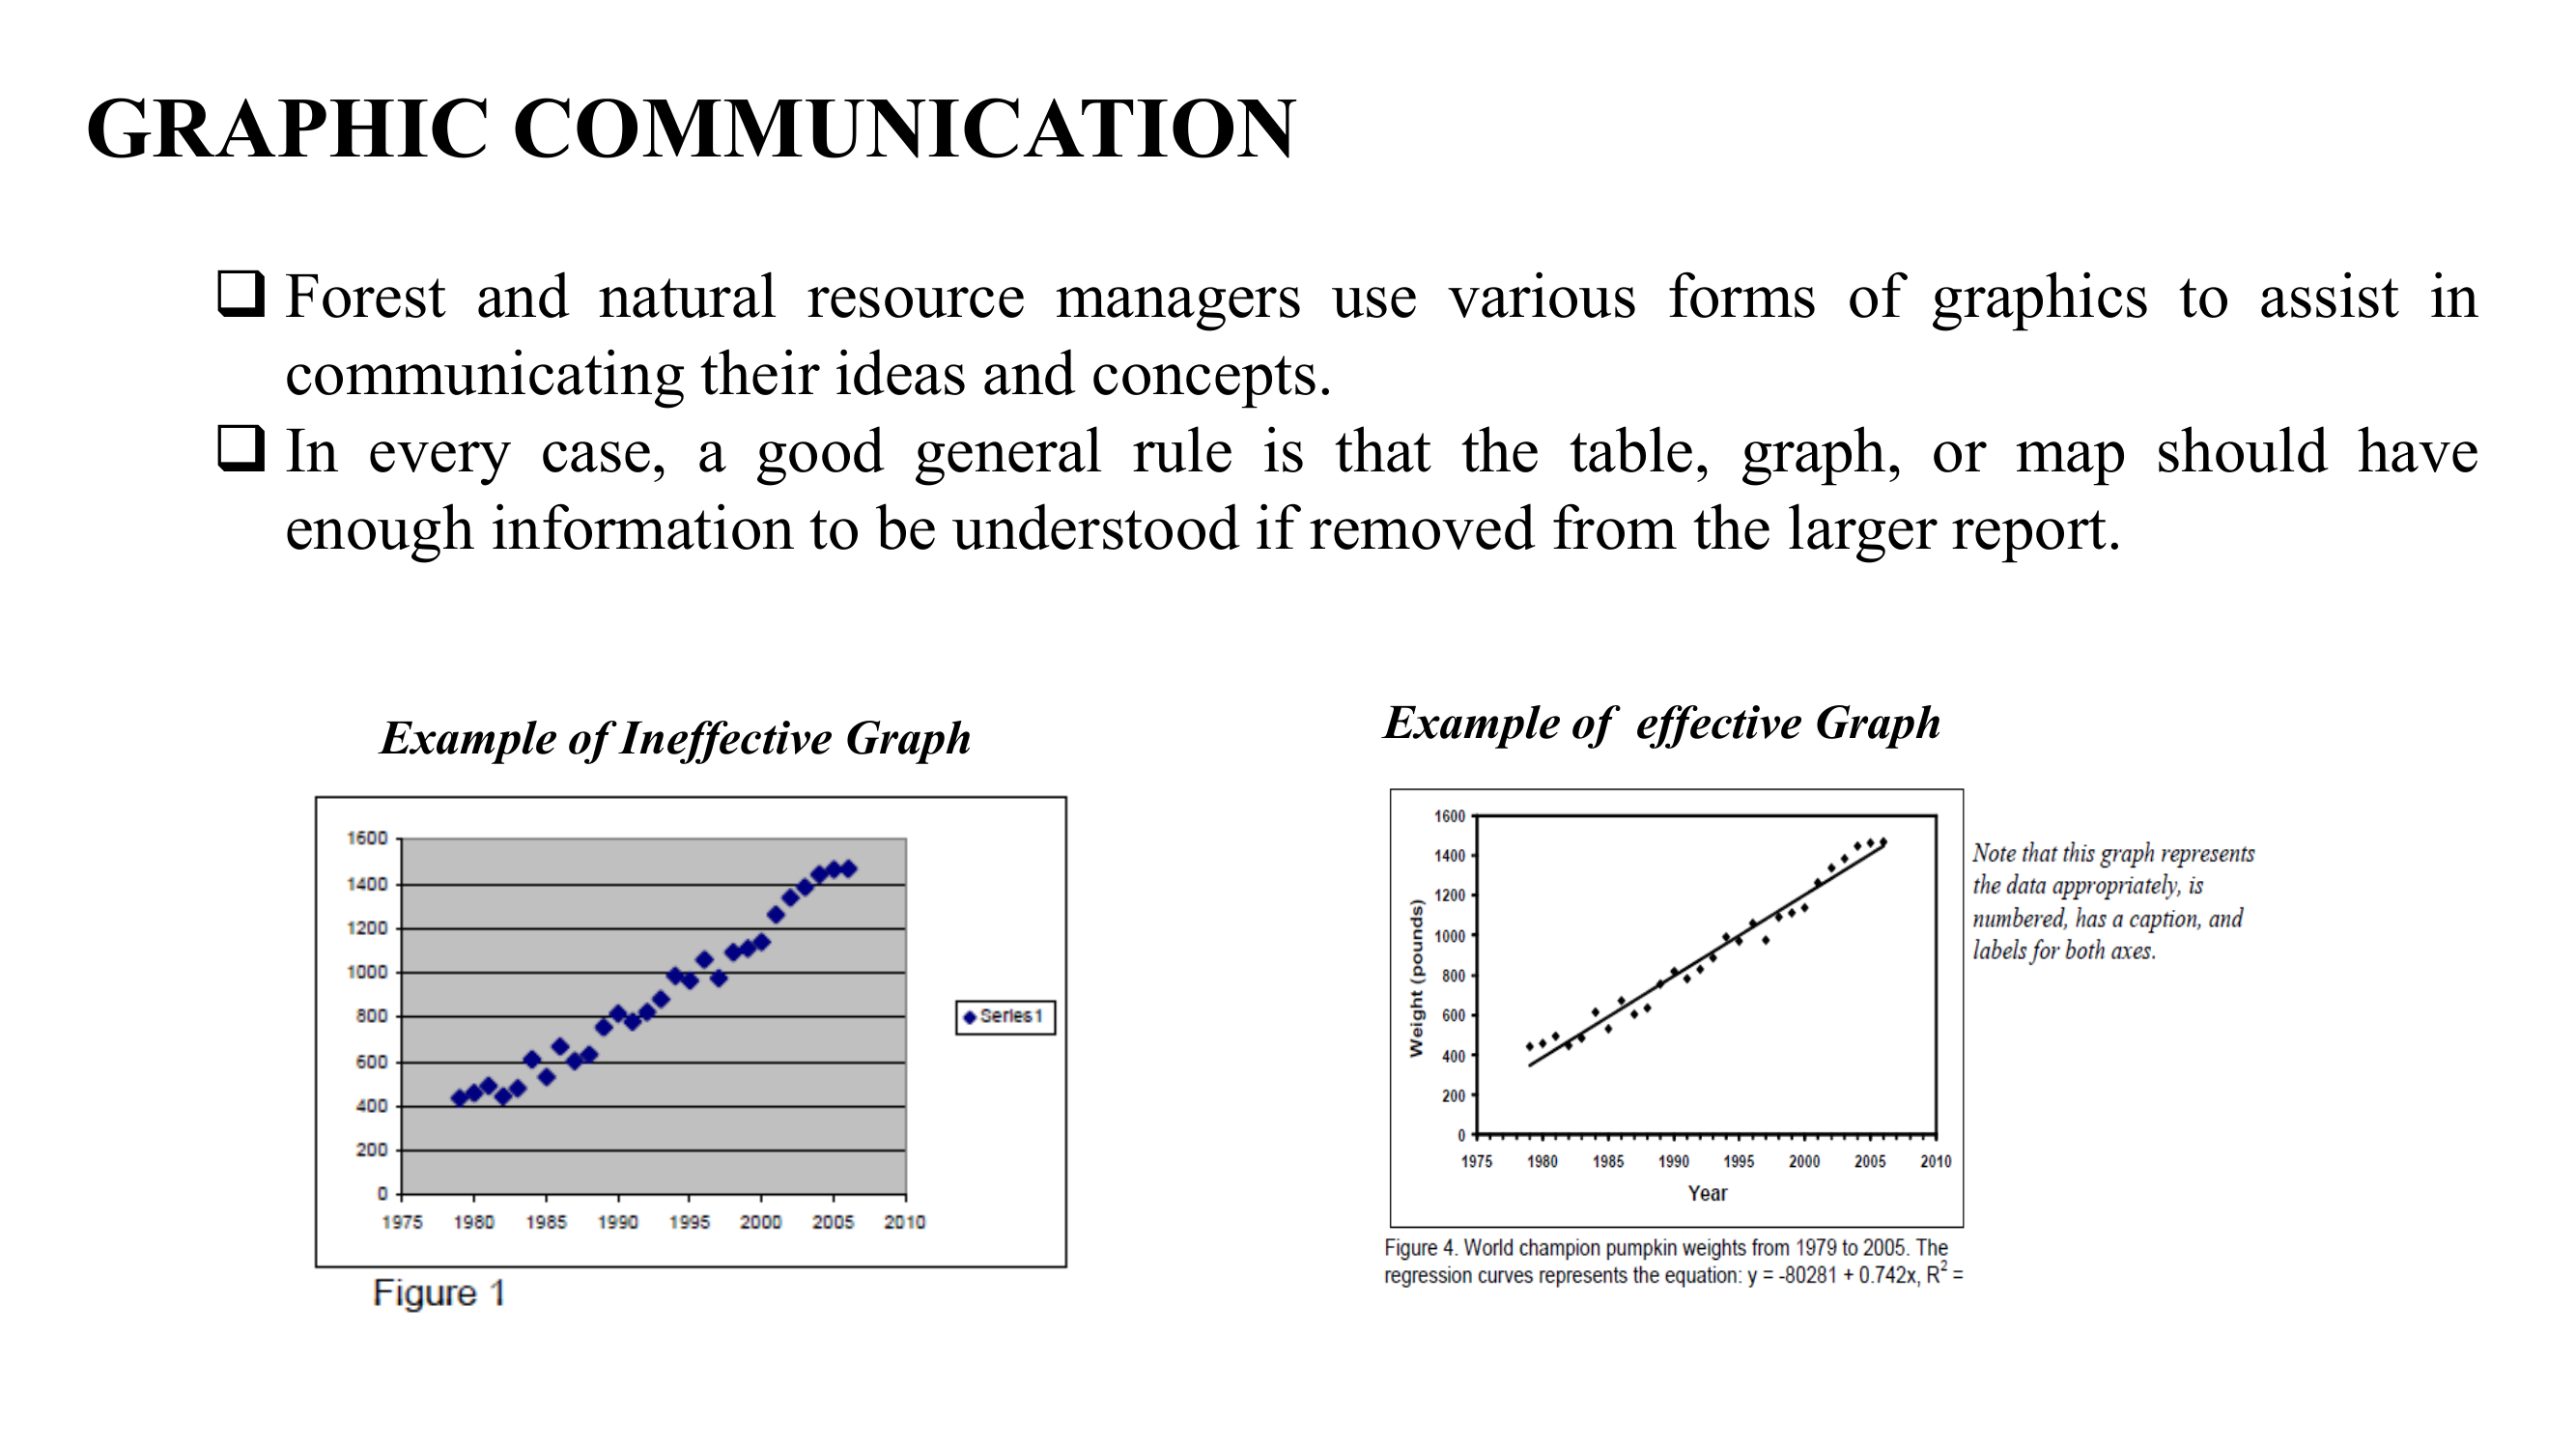 GRAPHIC COMMUNICATION
Forest and natural resource managers use various forms of graphics to assist in
communicating their ideas and concepts.
In every case, a good general rule is that the table, graph, or map should have
enough information to be understood if removed from the larger report.
Example of Ineffective Graph
1600
1400
1200
1000
800
600
400
200
0
1975 1980 1985 1990 1995 2000 2005 2010
Series1
Figure 1
Example of effective Graph
1600
1400
1200
1000
800
600
400
200
0
Weight (pounds)
1975 1980 1985 1990 1995 2000 2005 2010
Year
Note that this graph represents
the data appropriately, is
numbered, has a caption, and
labels for both axes.
Figure 4. World champion pumpkin weights from 1979 to 2005. The
regression curves represents the equation: y = -80281 + 0.742x, R² =